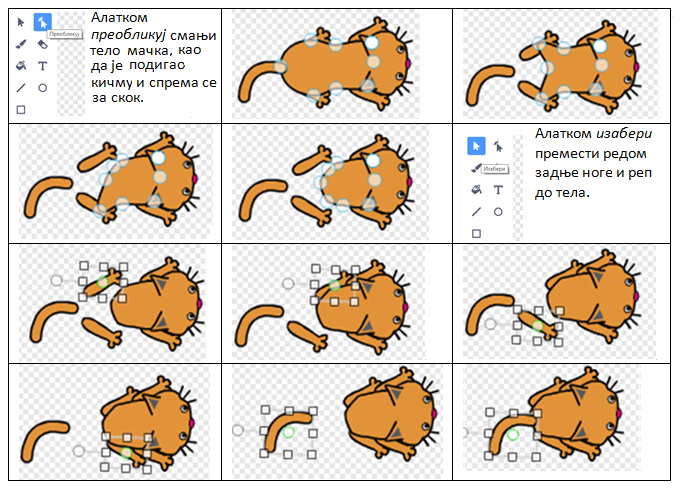 Алатком
преобликуј смањи
тело мачка, као
да је подигао
кичму и спрема се
за скок.
Преобликуј
Алатком изабери
премести редом
задње ноге и реп
до тела.
Изабери